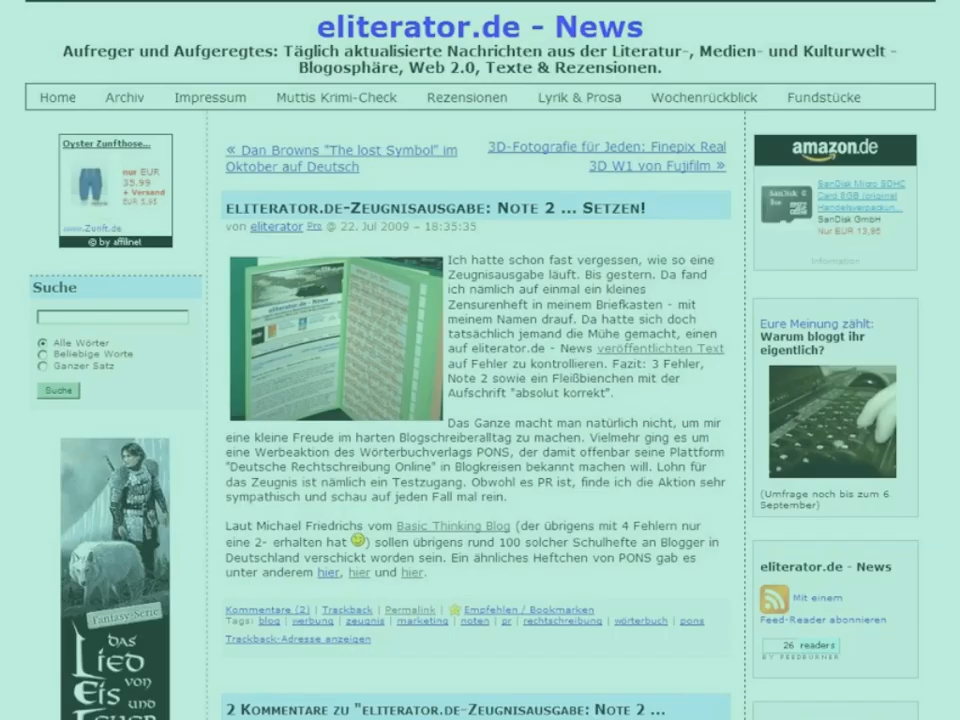 eliterator.de - News
Aufreger und Aufgeregtes: Täglich aktualisierte Nachrichten aus der Literatur-, Medien- und Kulturwelt -
Blogosphäre, Web 2.0, Texte & Rezensionen.
Home Archiv Impressum Muttis Krimi-Check Rezensionen Lyrik & Prosa Wochenrückblick Fundstücke
Oyster Zunfthose...
nur EUR
35.99
+ Versand
EUR 5,95
www.Zunft.de
© by affilinet
Suche
Alle Wörter
Beliebige Worte
Ganzer Satz
Suche
Fantasy-Serie
Das
Lied
von
Eis
und
Feuer
« Dan Browns "The lost Symbol" im
Oktober auf Deutsch
3D-Fotografie für Jeden: Finepix Real
3D W1 von Fujifilm »
eliterator.de-Zeugnisausgabe: Note 2 ... Setzen!
von eliterator Pro @ 22. Jul 2009 – 18:35:35
eliterator.de - News
Ich hatte schon fast vergessen, wie so eine
Zeugnisausgabe läuft. Bis gestern. Da fand
ich nämlich auf einmal ein kleines
Zensurenheft in meinem Briefkasten - mit
meinem Namen drauf. Da hatte sich doch
tatsächlich jemand die Mühe gemacht, einen
auf eliterator.de - News veröffentlichten Text
auf Fehler zu kontrollieren. Fazit: 3 Fehler,
Note 2 sowie ein Fleißbienchen mit der
Aufschrift "absolut korrekt".
Das Ganze macht man natürlich nicht, um mir
eine kleine Freude im harten Blogschreiberalltag zu machen. Vielmehr ging es um
eine Werbeaktion des Wörterbuchverlags PONS, der damit offenbar seine Plattform
"Deutsche Rechtschreibung Online" in Blogkreisen bekannt machen will. Lohn für
das Zeugnis ist nämlich ein Testzugang. Obwohl es PR ist, finde ich die Aktion sehr
sympathisch und schau auf jeden Fall mal rein.
Laut Michael Friedrichs vom Basic Thinking Blog (der übrigens mit 4 Fehlern nur
eine 2- erhalten hat ) sollen übrigens rund 100 solcher Schulhefte an Blogger in
Deutschland verschickt worden sein. Ein ähnliches Heftchen von PONS gab es
unter anderem hier, hier und hier.
Kommentare (2) | Trackback | Permalink | Empfehlen / Bookmarken
Tags: blog | werbung | zeugnis | marketing | noten | pr | rechtschreibung | wörterbuch | pons
Trackback-Adresse anzeigen
2 Kommentare zu "eliterator.de-Zeugnisausgabe: Note 2 ...
amazon.de
SanDisk Micro SDHC
Card 8GB (original
Handelsverpackun...
SanDisk GmbH
Nur EUR 13,95
Information
Eure Meinung zählt:
Warum bloggt ihr
eigentlich?
(Umfrage noch bis zum 6.
September)
eliterator.de - News
Mit einem
Feed-Reader abonnieren
26 readers
BY FEEDBURNER